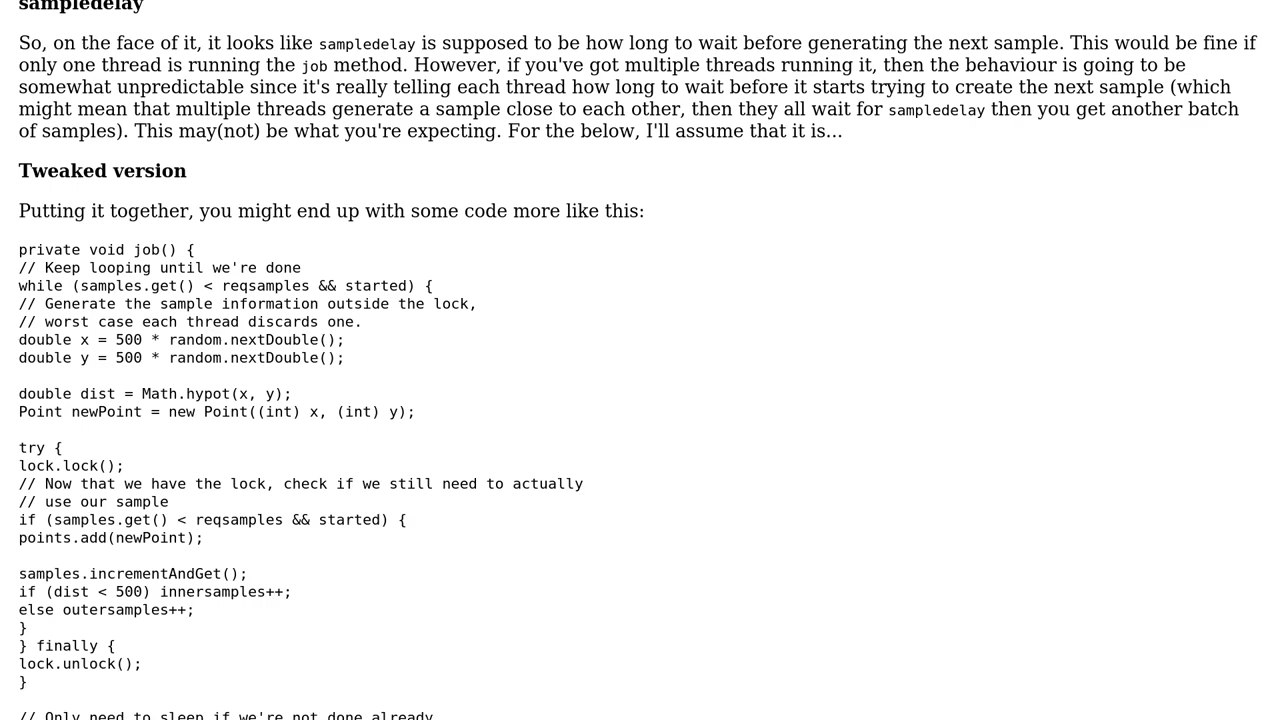 sampledelay
So, on the face of it, it looks like sampledelay is supposed to be how long to wait before generating the next sample. This would be fine if
only one thread is running the job method. However, if you've got multiple threads running it, then the behaviour is going to be
somewhat unpredictable since it's really telling each thread how long to wait before it starts trying to create the next sample (which
might mean that multiple threads generate a sample close to each other, then they all wait for sampledelay then you get another batch
of samples). This may(not) be what you're expecting. For the below, I'll assume that it is...
Tweaked version
Putting it together, you might end up with some code more like this:
private void job() {
// Keep looping until we're done
while (samples.get() < reqsamples && started) {
// Generate the sample information outside the lock,
// worst case each thread discards one.
double x = 500 * random.nextDouble();
double y = 500 * random.nextDouble();
double dist = Math.hypot(x, y);
Point newPoint = new Point((int) x, (int) y);
try {
lock.lock();
// Now that we have the lock, check if we still need to actually
// use our sample
if (samples.get() < reqsamples && started) {
points.add(newPoint);
samples.incrementAndGet();
if (dist < 500) innersamples++;
else outersamples++;
}
} finally {
lock.unlock();
}
// Only need to sleep if we're not done already